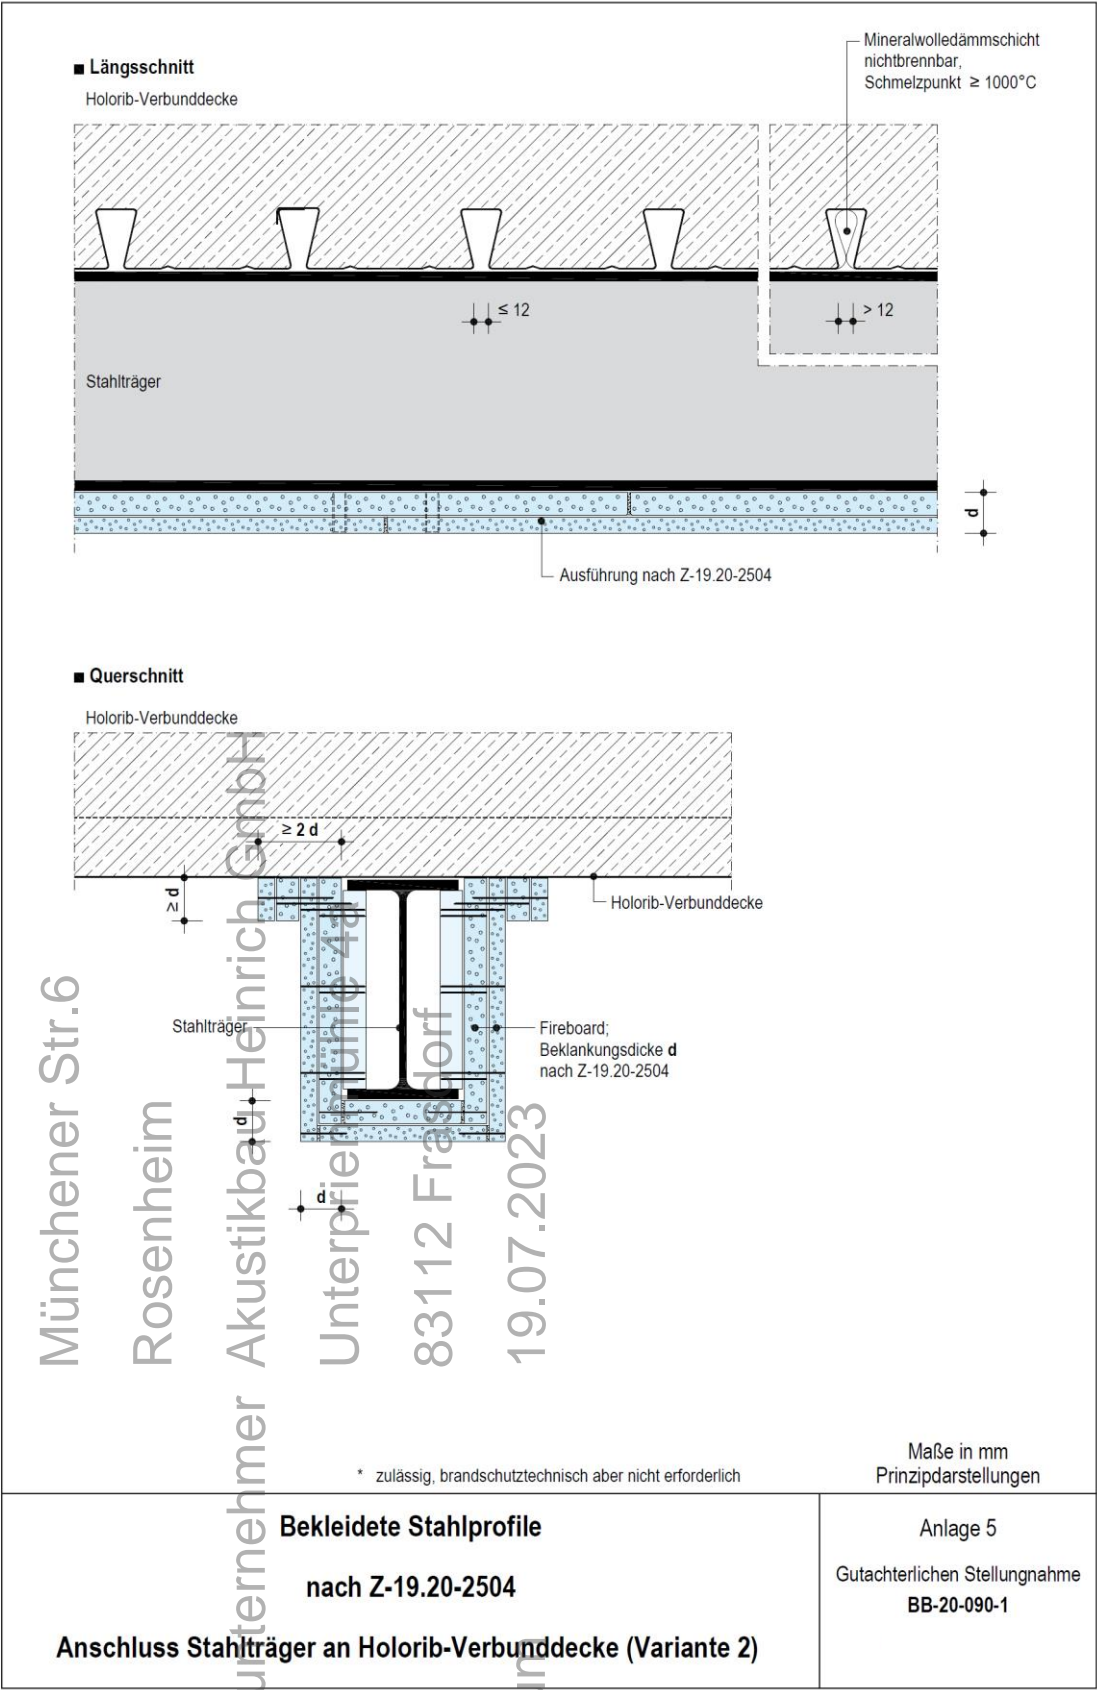 ■ Längsschnitt
Holorib-Verbunddecke
Mineralwolledämmschicht
nichtbrennbar,
Schmelzpunkt ≥ 1000°C
≤ 12
> 12
Stahlträger
d
Ausführung nach Z-19.20-2504
■ Querschnitt
Holorib-Verbunddecke
≥ 2 d
≥ d
Holorib-Verbunddecke
Stahlträger
Fireboard;
Beklankungsdicke d
nach Z-19.20-2504
d
d
Münchener Str.6
Rosenheim
unternehmer Akustikbau Heinrich GmbH
Unterprienmühle 4a
83112 Frasdorf
19.07.2023
* zulässig, brandschutztechnisch aber nicht erforderlich
Maße in mm
Prinzipdarstellungen
Bekleidete Stahlprofile
nach Z-19.20-2504
Anschluss Stahlträger an Holorib-Verbunddecke (Variante 2)
Anlage 5
Gutachterlichen Stellungnahme
BB-20-090-1